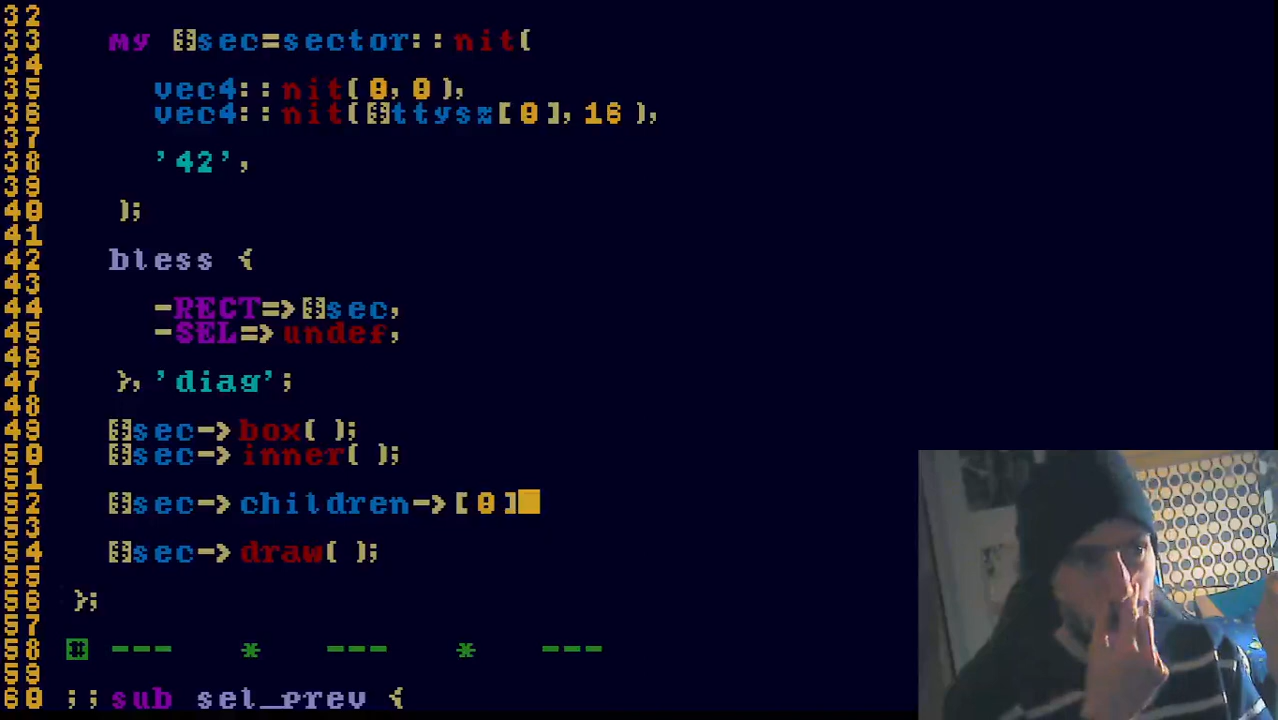 32
33 my $sec=sector::nit(
34
35 vec4::nit(0,0),
36 vec4::nit($ttysz[0],16),
37
38 '42',
39
40 );
41
42 bless {
43
44 -RECT=>$sec,
45 -SEL=>undef,
46
47 },'diag';
48
49 $sec->box( );
50 $sec->inner( );
51
52 $sec->children->[0]
53
54 $sec->draw( );
55
56 };
57
58 # --- * --- * ---
59
60 ;;sub sel_prev {